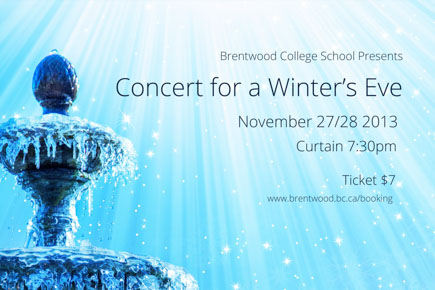 Brentwood College School Presents
Concert for a Winter's Eve
November 27/28 2013
Curtain 7:30pm
Ticket $7
www.brentwood.bc.ca/booking